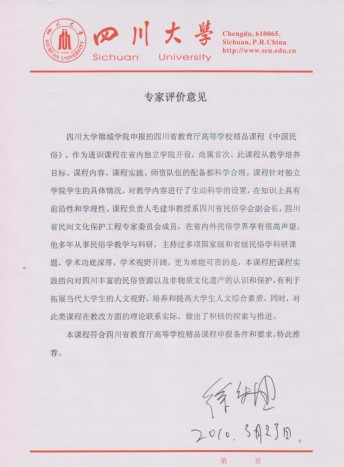 四川大學
Sichuan University
Chengdu, 610065,
Sichuan, P.R.China
http://www.scu.edu.cn
专家评价意见
四川大学锦城学院申报的四川省教育厅高等学校精品课程《中国民
俗》，作为通识课程在省内独立学院开设，尚属首次。此课程从教学培养
目标、课程内容、课程实践、师资队伍的配备都科学合理。课程针对独立
学院学生的具体情况，对教学内容进行了生动科学的设置，在知识上具有
前沿性和学理性。课程负责人毛建华教授系四川省民俗学会副会长，四川
省民间文化保护工程专家委员会成员，在省内外民俗学界享有很高声望。
他多年从事民俗学教学与科研，主持过多项国家级和省级民俗学科研课
题，学术功底深厚，学术视野开阔。更为难能可贵的是，本课程把课程实
践指向对四川丰富的民俗资源以及非物质文化遗产的认识和保护，有利于
拓展当代大学生的人文视野，培养和提高大学生人文综合素质。同时，对
此类课程在教改方面的理论联系实际，做出了积极的探索与推进。
本课程符合四川省教育厅高等学校精品课程申报条件和要求，特此推
荐。
2010.3月23日.
第 页